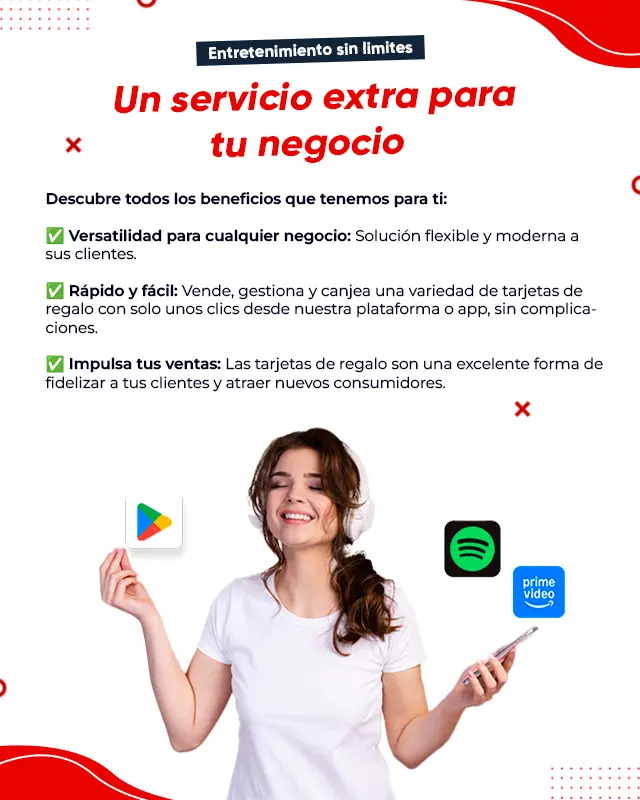 Entretenimiento sin limites
Un servicio extra para
tu negocio
Descubre todos los beneficios que tenemos para ti:
✅ Versatilidad para cualquier negocio: Solución flexible y moderna a
sus clientes.
✅ Rápido y fácil: Vende, gestiona y canjea una variedad de tarjetas de
regalo con solo unos clics desde nuestra plataforma o app, sin complica-
ciones.
✅ Impulsa tus ventas: Las tarjetas de regalo son una excelente forma de
fidelizar a tus clientes y atraer nuevos consumidores.
prime
video